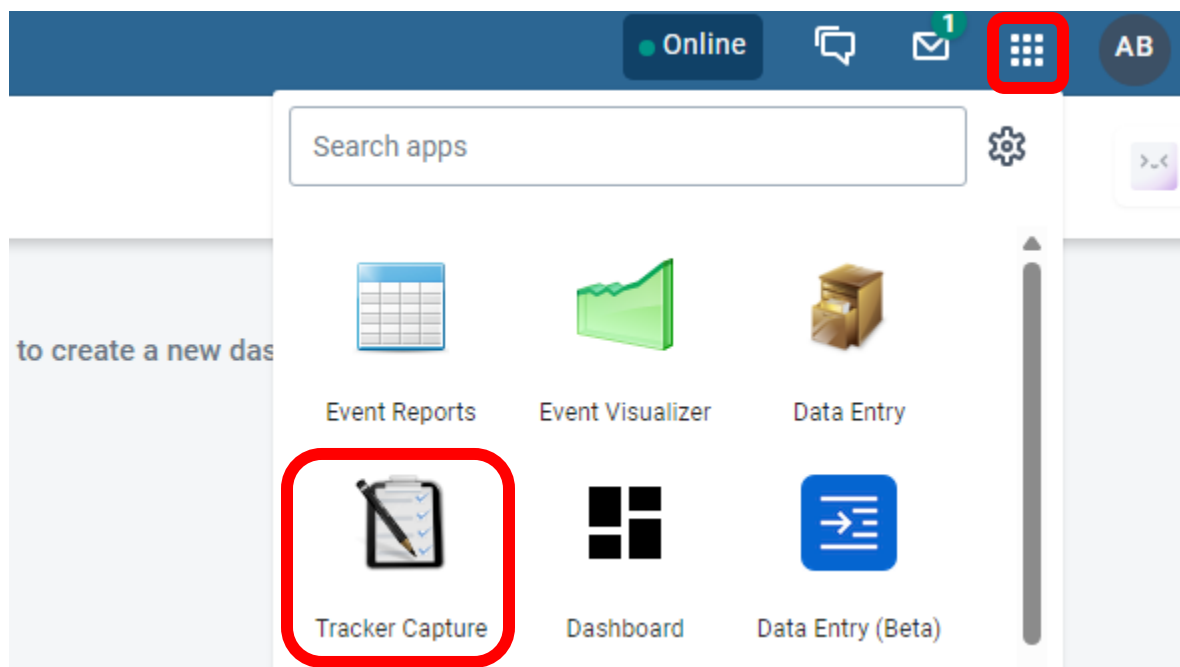 Online
1
AB
Search apps
>_<
to create a new das
Event Reports
Event Visualizer
Data Entry
Tracker Capture
Dashboard
Data Entry (Beta)